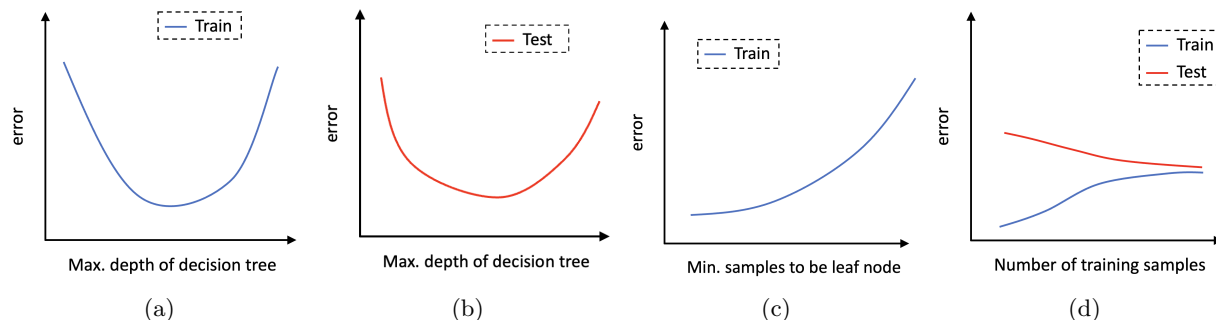 Train
error
Max. depth of decision tree
(a)
Test
error
Max. depth of decision tree
(b)
Train
error
Min. samples to be leaf node
(c)
Train
Test
error
Number of training samples
(d)